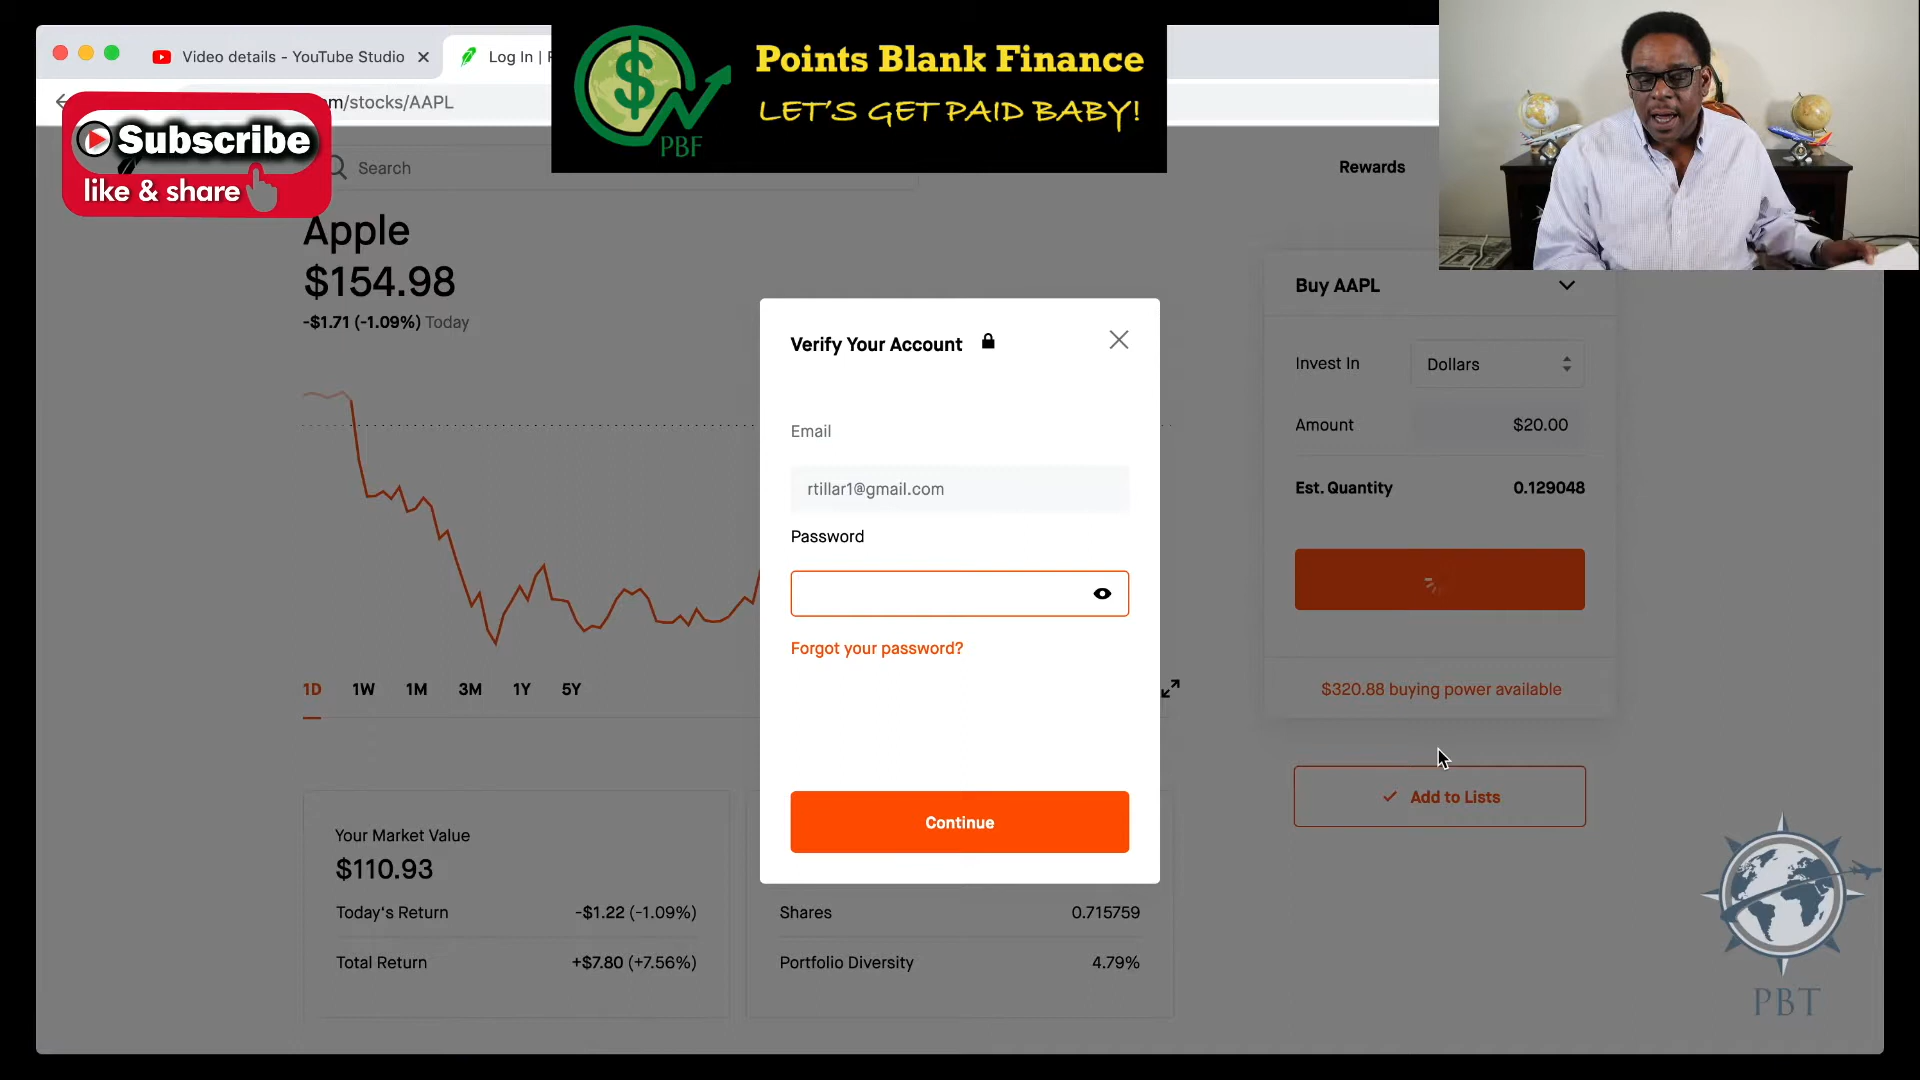 Video details - YouTube Studio
Log In |
m/stocks/AAPL
Points Blank Finance
LET'S GET PAID BABY!
PBF
Subscribe
like & share
Search
Rewards
Apple
$154.98
-$1.71 (-1.09%) Today
1D 1W 1M 3M 1Y 5Y
Your Market Value
$110.93
Today's Return -$1.22 (-1.09%)
Total Return +$7.80 (+7.56%)
Shares 0.715759
Portfolio Diversity 4.79%
Verify Your Account
Email
rtillar1@gmail.com
Password
Forgot your password?
Continue
Buy AAPL
Invest In Dollars
Amount $20.00
Est. Quantity 0.129048
$320.88 buying power available
Add to Lists
PBT